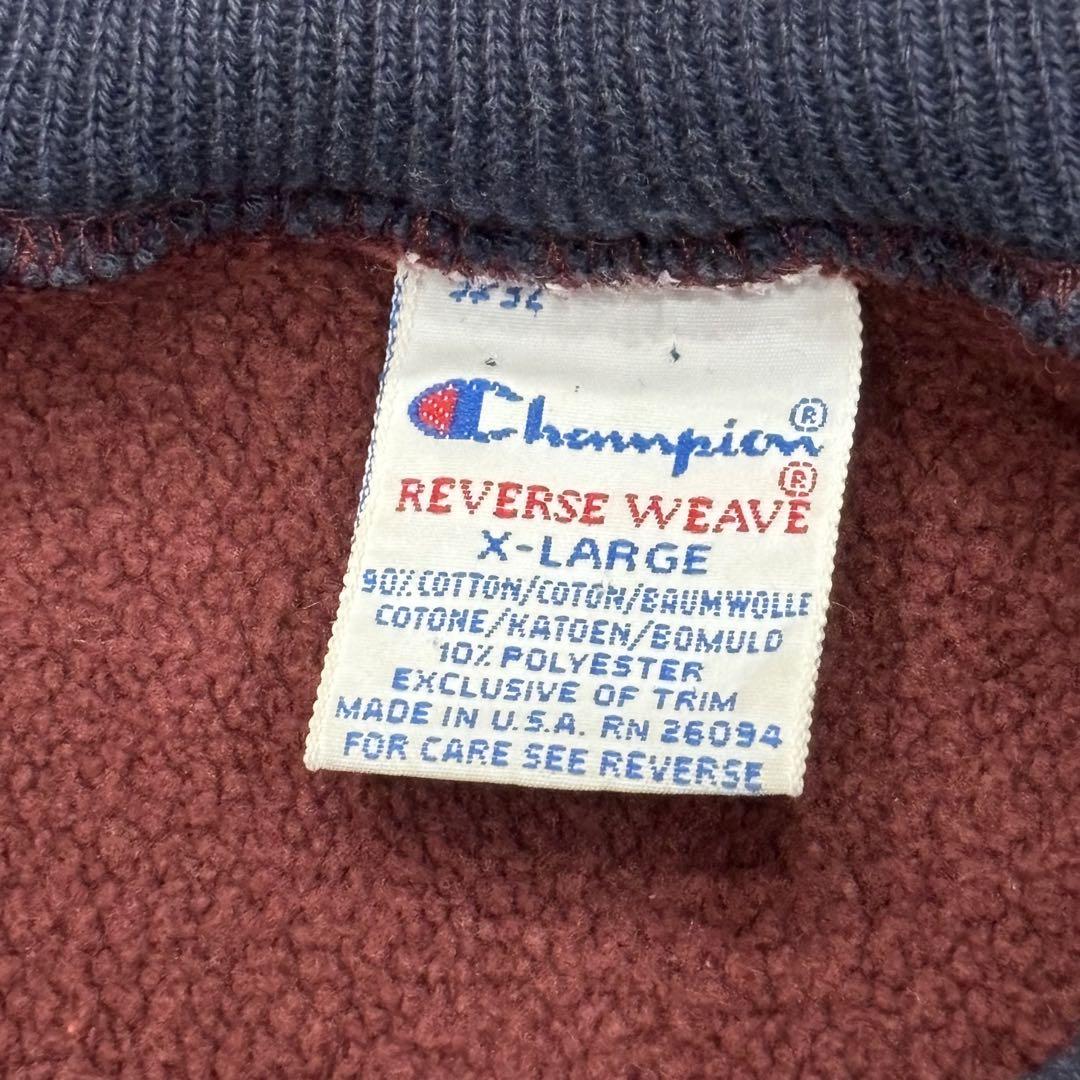 Champion®
REVERSE WEAVE®
X-LARGE
90% COTTON/COTON/BAUMWOLLE
COTONE/KATOEN/BOMULD
10% POLYESTER
EXCLUSIVE OF TRIM
MADE IN U.S.A. RN 26094
FOR CARE SEE REVERSE